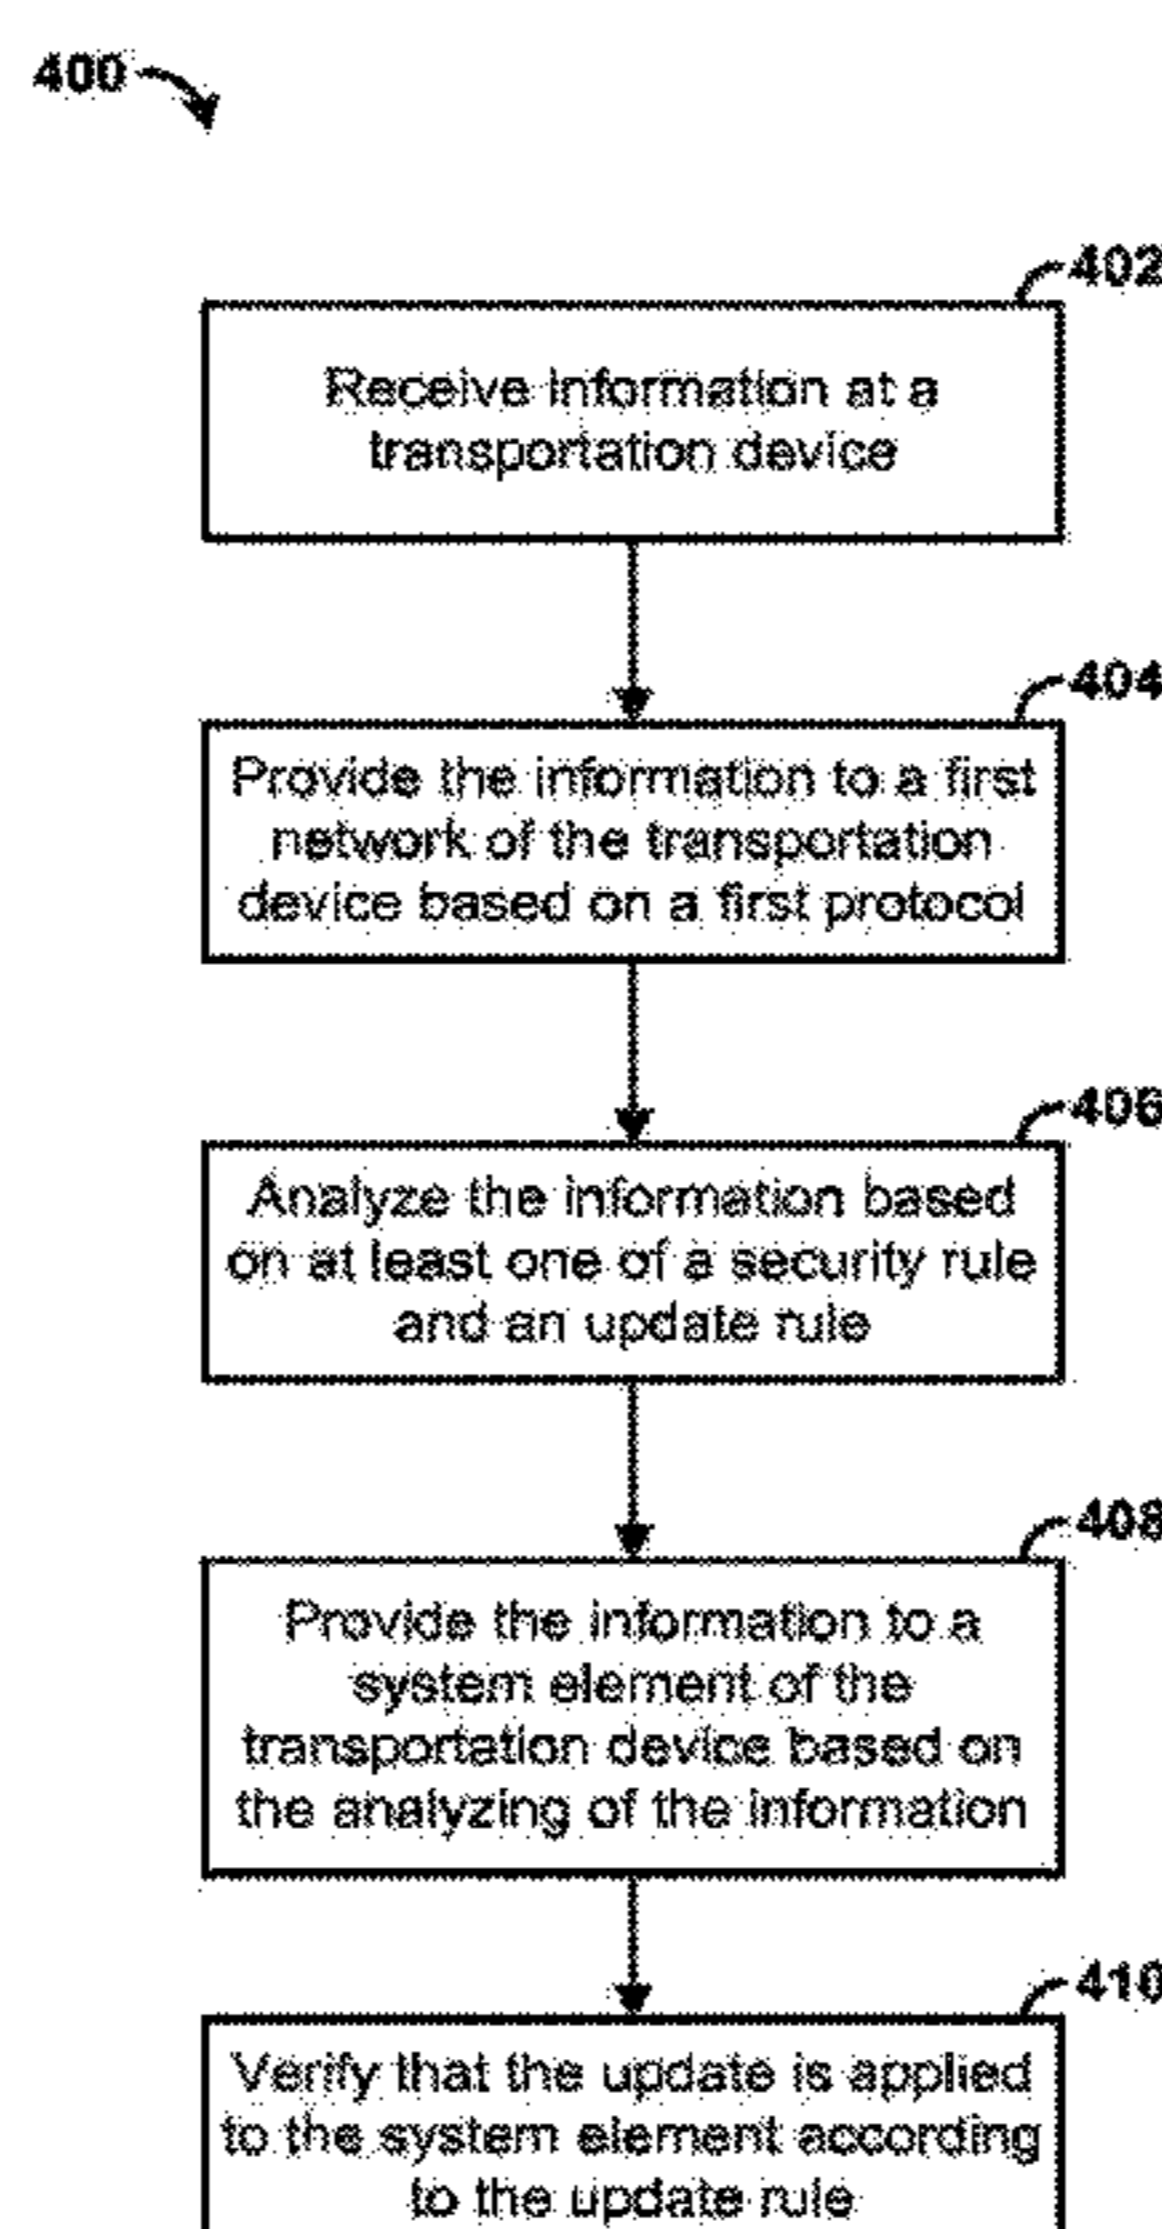 400
402
Receive information at a
transportation device
404
Provide the information to a first
network of the transportation
device based on a first protocol
406
Analyze the information based
on at least one of a security rule
and an update rule
408
Provide the information to a
system element of the
transportation device based on
the analyzing of the information
410
Verify that the update is applied
to the system element according
to the update rule